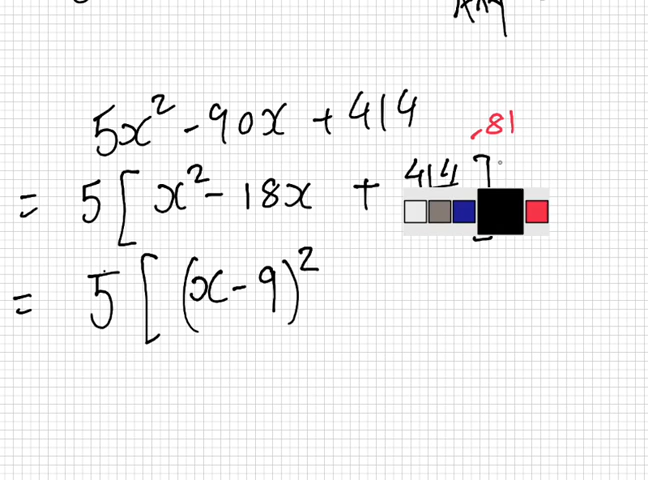 5x² - 90x + 414
-81
= 5[x² - 18x + 414]
= 5[(x - 9)²